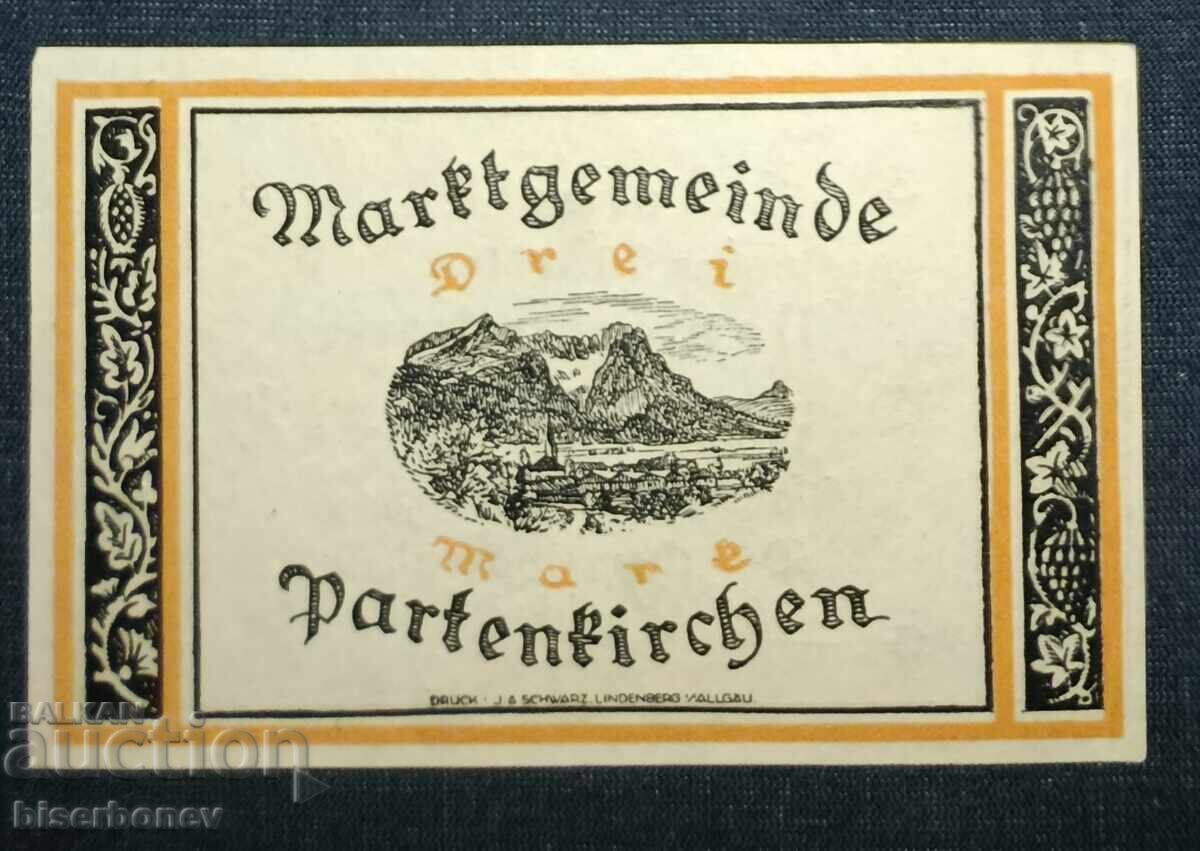 Marktgemeinde
Drei
Mark
Partenkirchen
DRUCK · J. A SCHWARZ, LINDENBERG I/ALLGÄU
BALKAN
auction
biserbonev